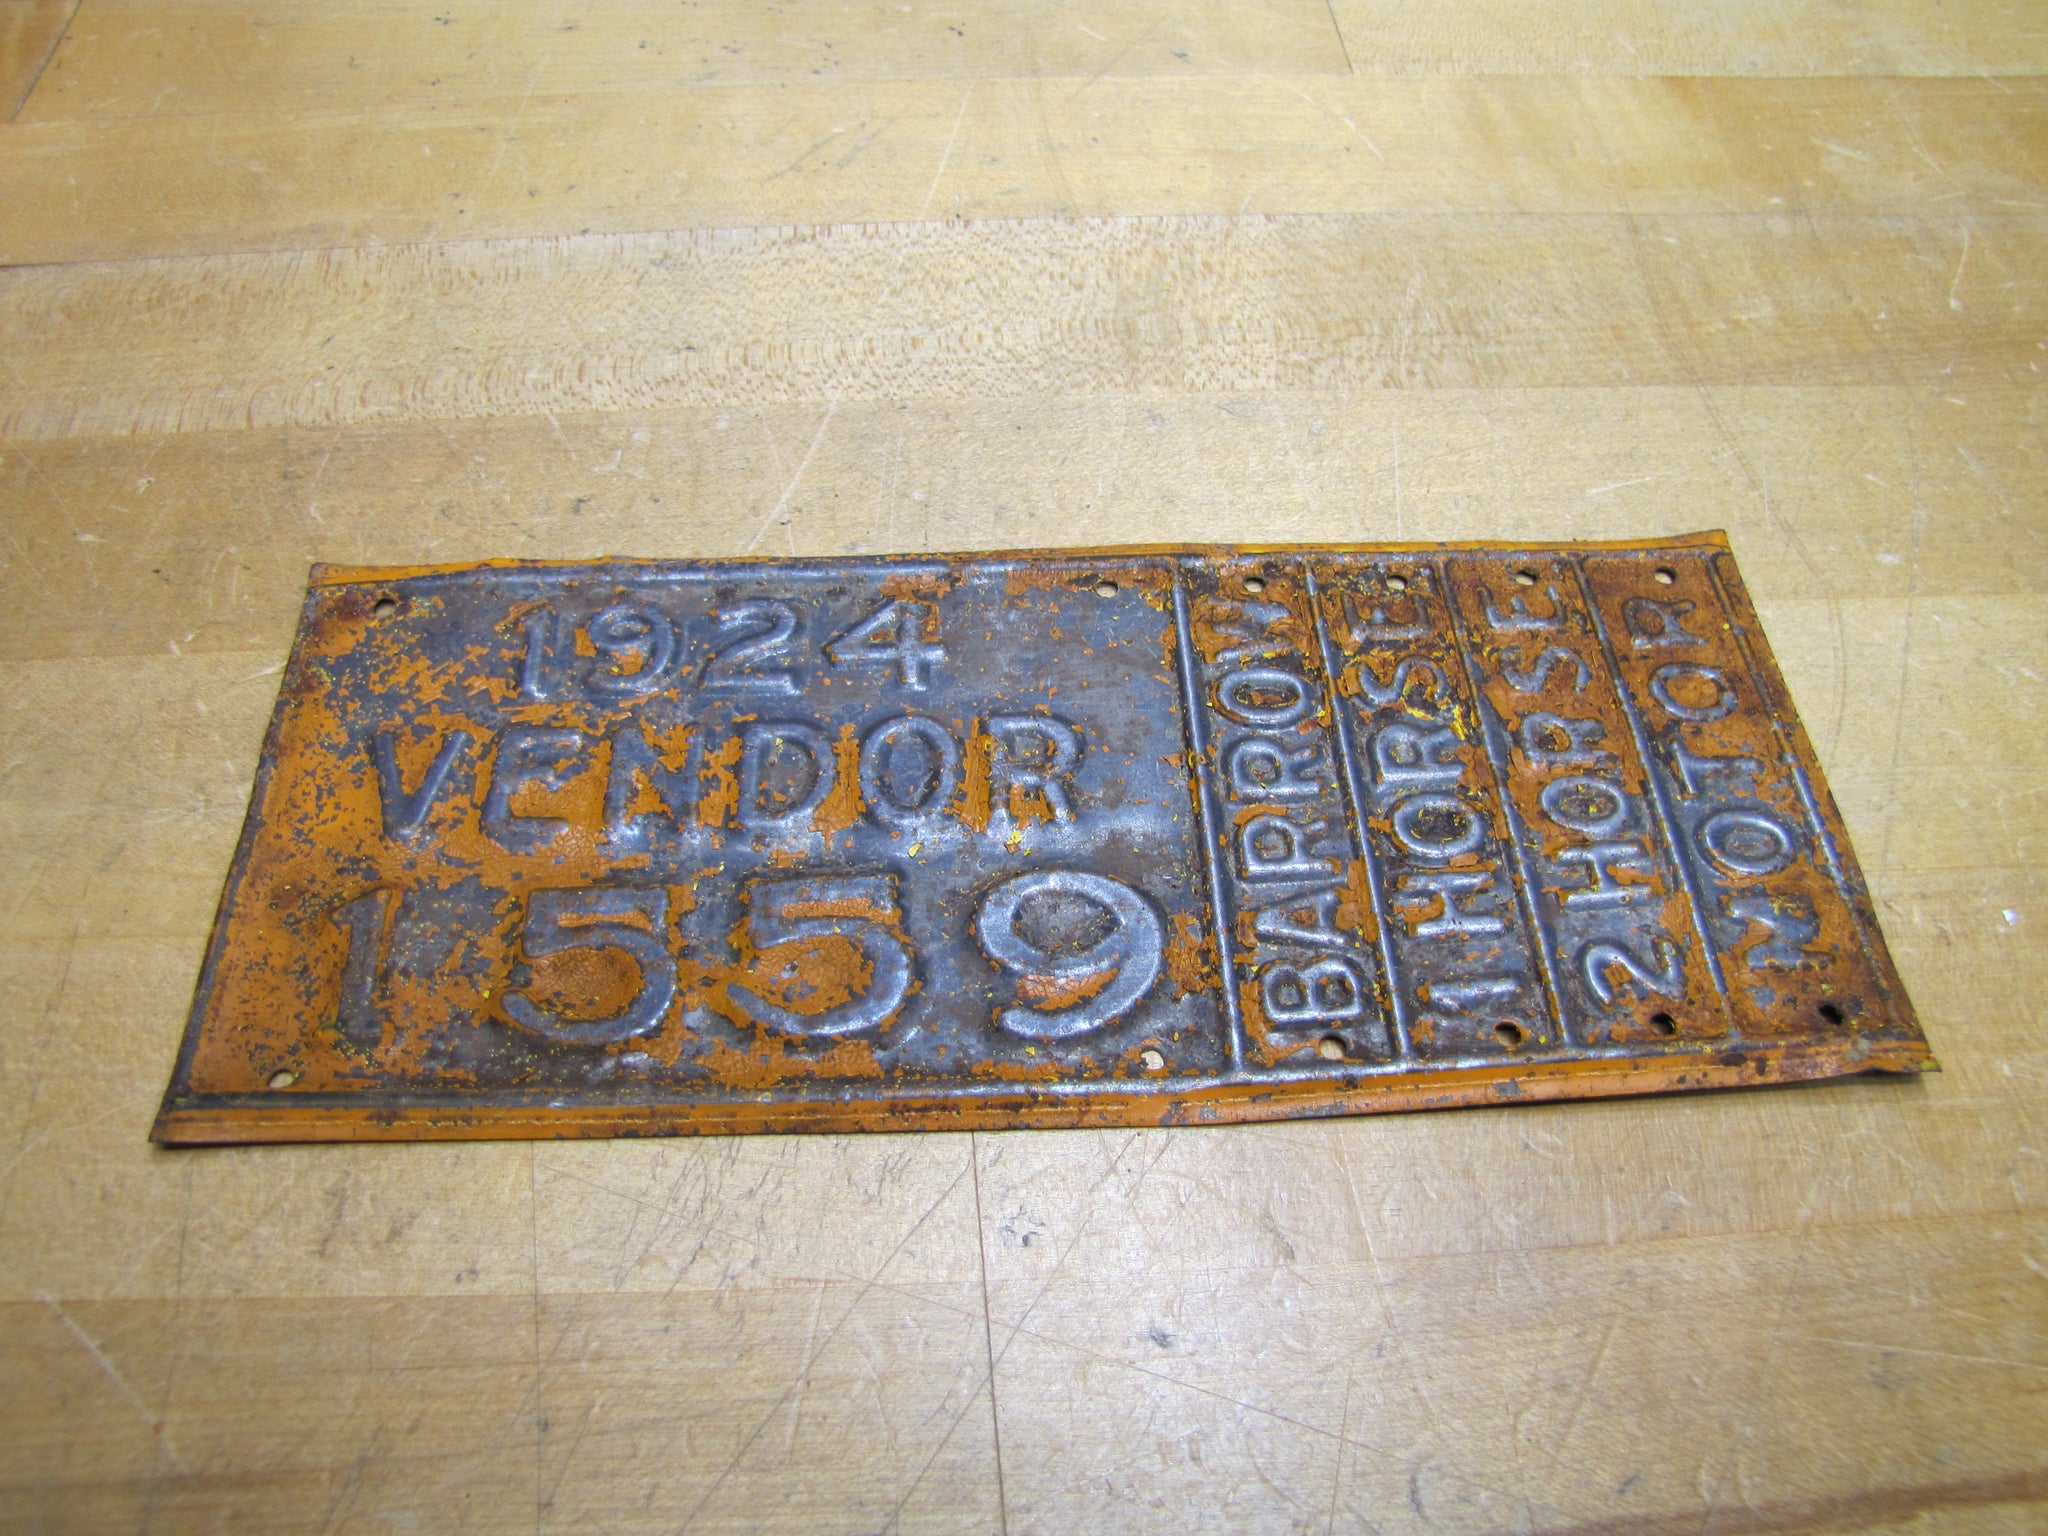 1924
VENDOR
1559
BARROW
1 HORSE
2 HORSE
MOTOR